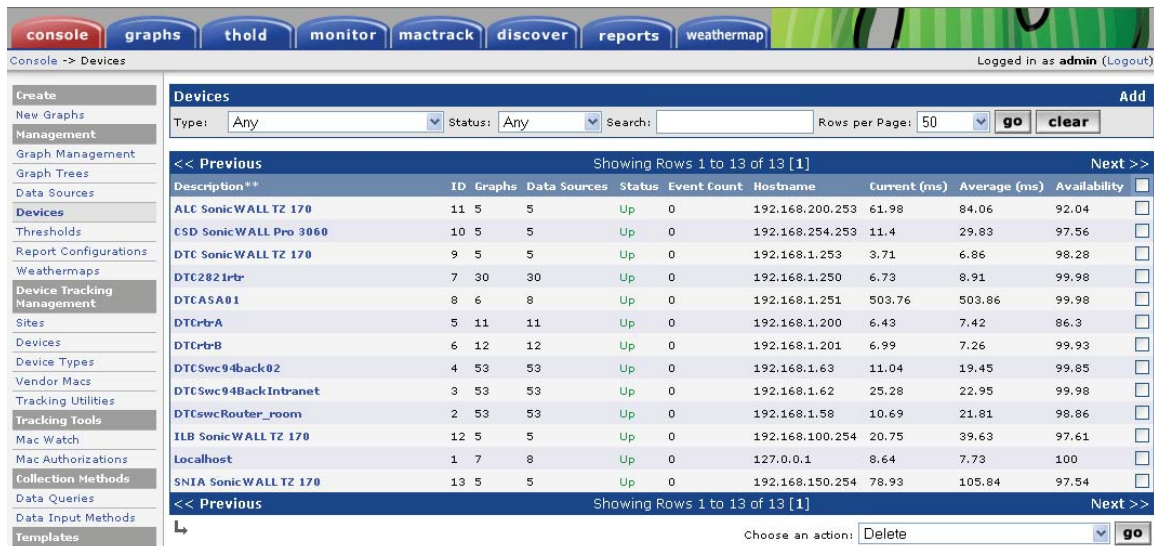 console graphs thold monitor mactrack discover reports weathermap
Console -> Devices Logged in as admin (Logout)
Create
New Graphs
Management
Graph Management
Graph Trees
Data Sources
Devices
Thresholds
Report Configurations
Weathermaps
Device Tracking
Management
Sites
Devices
Device Types
Vendor Macs
Tracking Utilities
Tracking Tools
Mac Watch
Mac Authorizations
Collection Methods
Data Queries
Data Input Methods
Templates
Devices Add
Type: Any Status: Any Search: Rows per Page: 50 go clear
<< Previous Showing Rows 1 to 13 of 13 [1] Next >>
Description** ID Graphs Data Sources Status Event Count Hostname Current (ms) Average (ms) Availability
ALC SonicWALL TZ 170 11 5 5 Up 0 192.168.200.253 61.98 84.06 92.04
CSD SonicWALL Pro 3060 10 5 5 Up 0 192.168.254.253 11.4 29.83 97.56
DTC SonicWALL TZ 170 9 5 5 Up 0 192.168.1.253 3.71 6.86 98.28
DTC2821rtr 7 30 30 Up 0 192.168.1.250 6.73 8.91 99.98
DTCASA01 8 6 8 Up 0 192.168.1.251 503.76 503.86 99.98
DTCrtrA 5 11 11 Up 0 192.168.1.200 6.43 7.42 86.3
DTCrtrB 6 12 12 Up 0 192.168.1.201 6.99 7.26 99.93
DTCSwc94back02 4 53 53 Up 0 192.168.1.63 11.04 19.45 99.85
DTCSwc94BackIntranet 3 53 53 Up 0 192.168.1.62 25.28 22.95 99.98
DTCswcRouter_room 2 53 53 Up 0 192.168.1.58 10.69 21.81 98.86
ILB SonicWALL TZ 170 12 5 5 Up 0 192.168.100.254 20.75 39.63 97.61
Localhost 1 7 8 Up 0 127.0.0.1 8.64 7.73 100
SNIA SonicWALL TZ 170 13 5 5 Up 0 192.168.150.254 78.93 105.84 97.54
<< Previous Showing Rows 1 to 13 of 13 [1] Next >>
Choose an action: Delete go